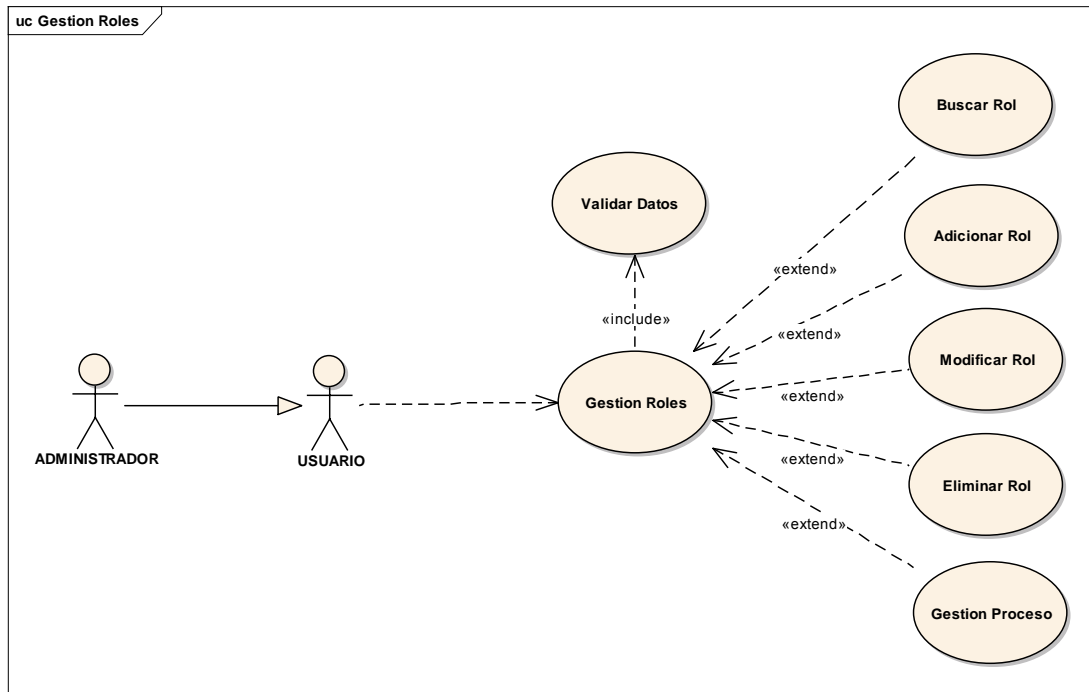 uc Gestion Roles
Buscar Rol
Validar Datos
Adicionar Rol
«extend»
«include»
«extend»
Modificar Rol
Gestion Roles
«extend»
ADMINISTRADOR
USUARIO
«extend»
Eliminar Rol
«extend»
Gestion Proceso